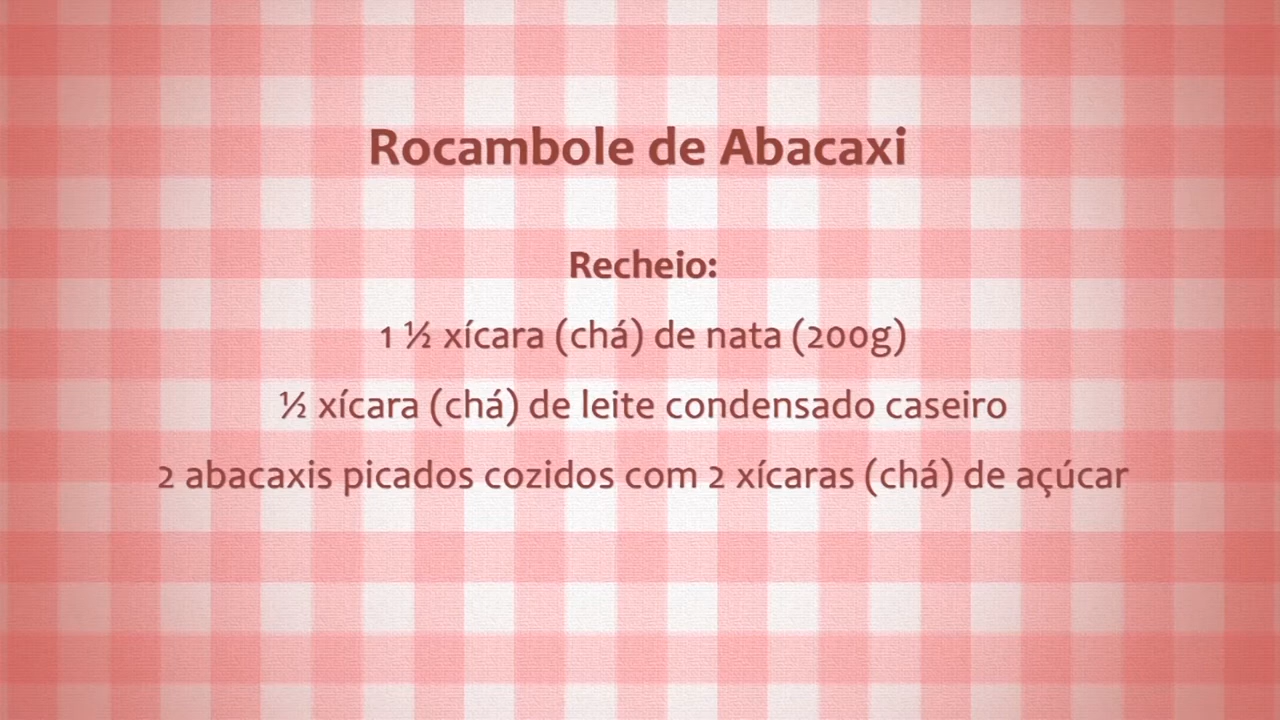 Rocambole de Abacaxi
Recheio:
1 ½ xícara (chá) de nata (200g)
½ xícara (chá) de leite condensado caseiro
2 abacaxis picados cozidos com 2 xícaras (chá) de açúcar